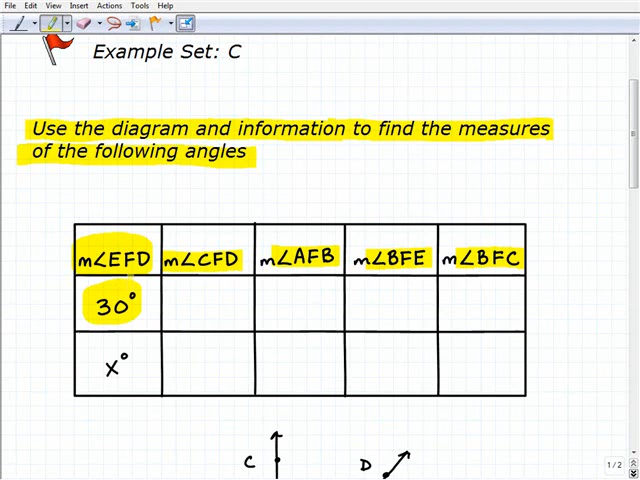 File Edit View Insert Actions Tools Help
Example Set: C
Use the diagram and information to find the measures
of the following angles
m∠EFD m∠CFD m∠AFB m∠BFE m∠BFC
30°
x°
C D
1/2